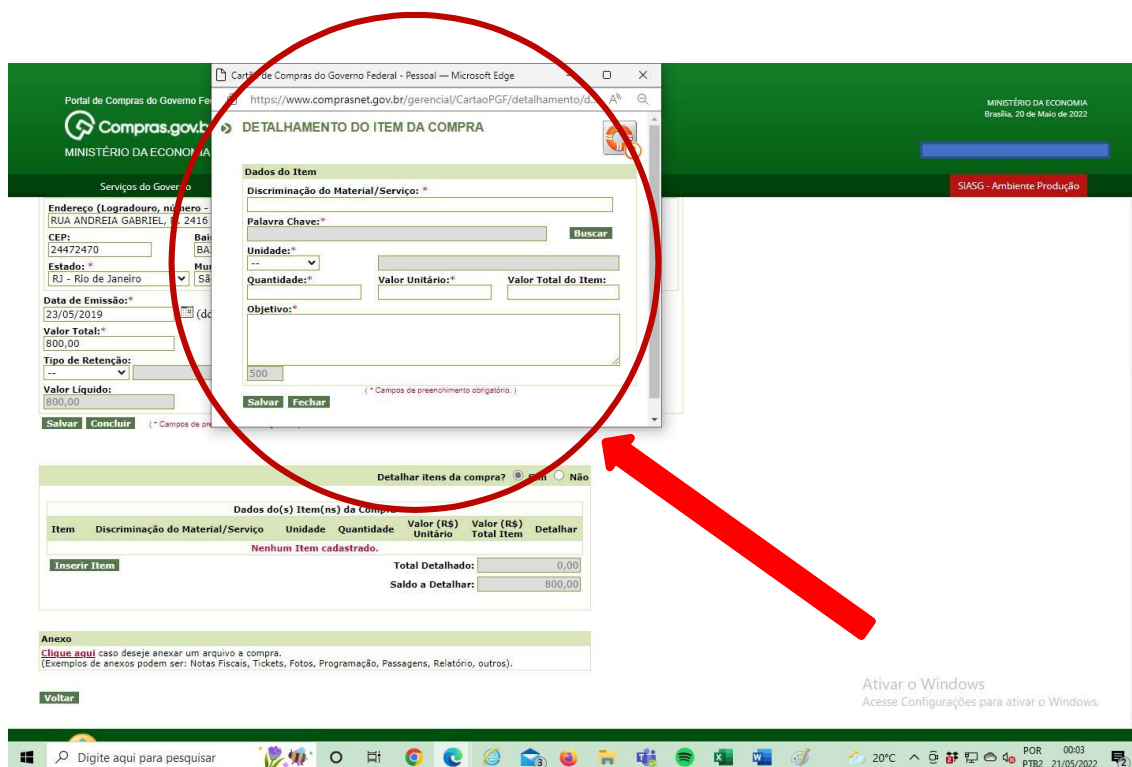 Cartão de Compras do Governo Federal - Pessoal — Microsoft Edge
https://www.comprasnet.gov.br/gerencial/CartaoPGF/detalhamento/d...
Portal de Compras do Governo Fe
Compras.gov.b
MINISTÉRIO DA ECONOMIA
MINISTÉRIO DA ECONOMIA
Brasília, 20 de Maio de 2022
Serviços do Governo
SIASG - Ambiente Produção
DETALHAMENTO DO ITEM DA COMPRA
Dados do Item
Discriminação do Material/Serviço: *
Palavra Chave:*
Buscar
Unidade:*
--
Quantidade:* Valor Unitário:* Valor Total do Item:
Objetivo:*
500
( * Campos de preenchimento obrigatório. )
Salvar Fechar
Endereço (Logradouro, número -
RUA ANDREIA GABRIEL, 2416
CEP: Bai
24472470 BA
Estado: * Mu
RJ - Rio de Janeiro Sã
Data de Emissão:*
23/05/2019 (do
Valor Total:*
800,00
Tipo de Retenção:
--
Valor Líquido:
800,00
Salvar Concluir ( * Campos de pre
Detalhar itens da compra? Sim Não
Dados do(s) Item(ns) da Compra
Item Discriminação do Material/Serviço Unidade Quantidade Valor (R$) Unitário Valor (R$) Total Item Detalhar
Nenhum Item cadastrado.
Inserir Item Total Detalhado: 0,00
Saldo a Detalhar: 800,00
Anexo
Clique aqui caso deseje anexar um arquivo a compra.
(Exemplos de anexos podem ser: Notas Fiscais, Tickets, Fotos, Programação, Passagens, Relatório, outros).
Voltar
Ativar o Windows
Acesse Configurações para ativar o Windows.
Digite aqui para pesquisar
20°C
POR 00:03
PTB2 21/05/2022